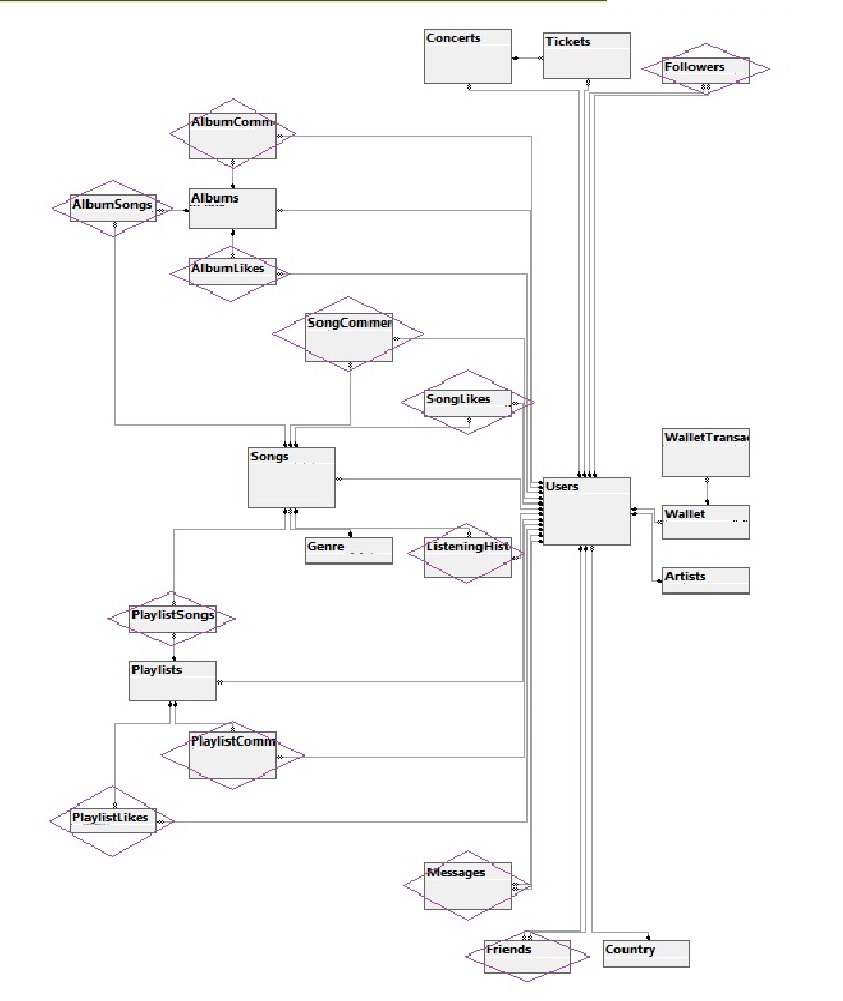 Concerts
Tickets
Followers
AlbumComm
AlbumSongs
Albums
AlbumLikes
SongCommer
SongLikes
Songs
WalletTransac
Users
Wallet
Genre
ListeningHist
Artists
PlaylistSongs
Playlists
PlaylistComm
PlaylistLikes
Messages
Friends
Country